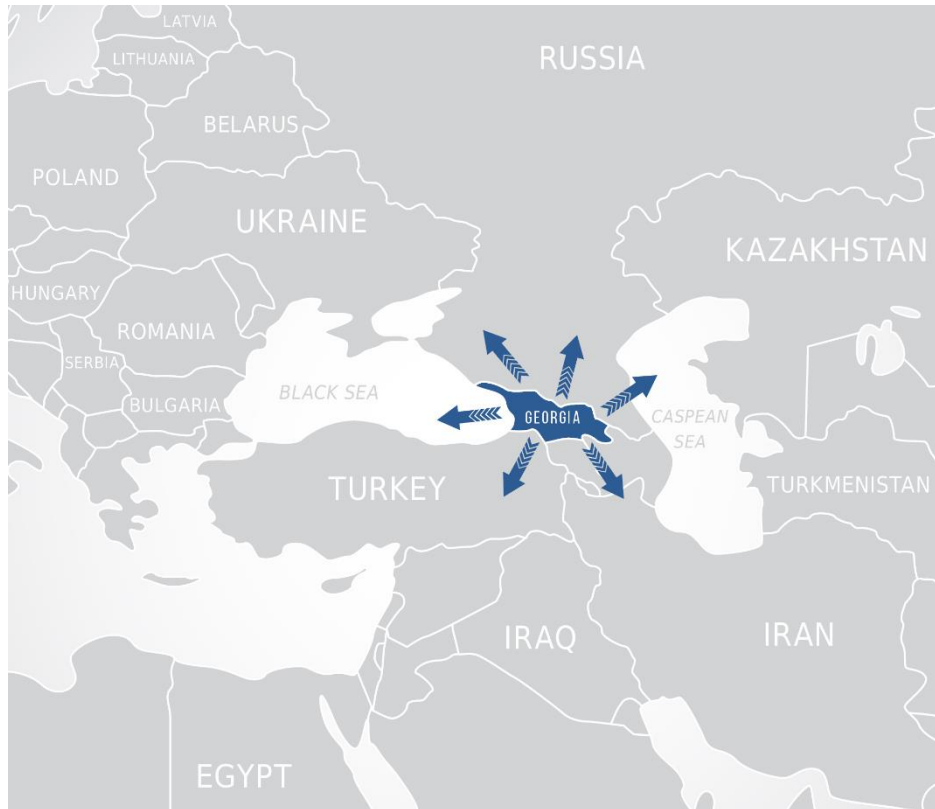 LATVIA
RUSSIA
LITHUANIA
BELARUS
POLAND
UKRAINE
KAZAKHSTAN
HUNGARY
ROMANIA
SERBIA
BLACK SEA
BULGARIA
GEORGIA
CASPEAN
SEA
TURKEY
TURKMENISTAN
IRAQ
IRAN
EGYPT